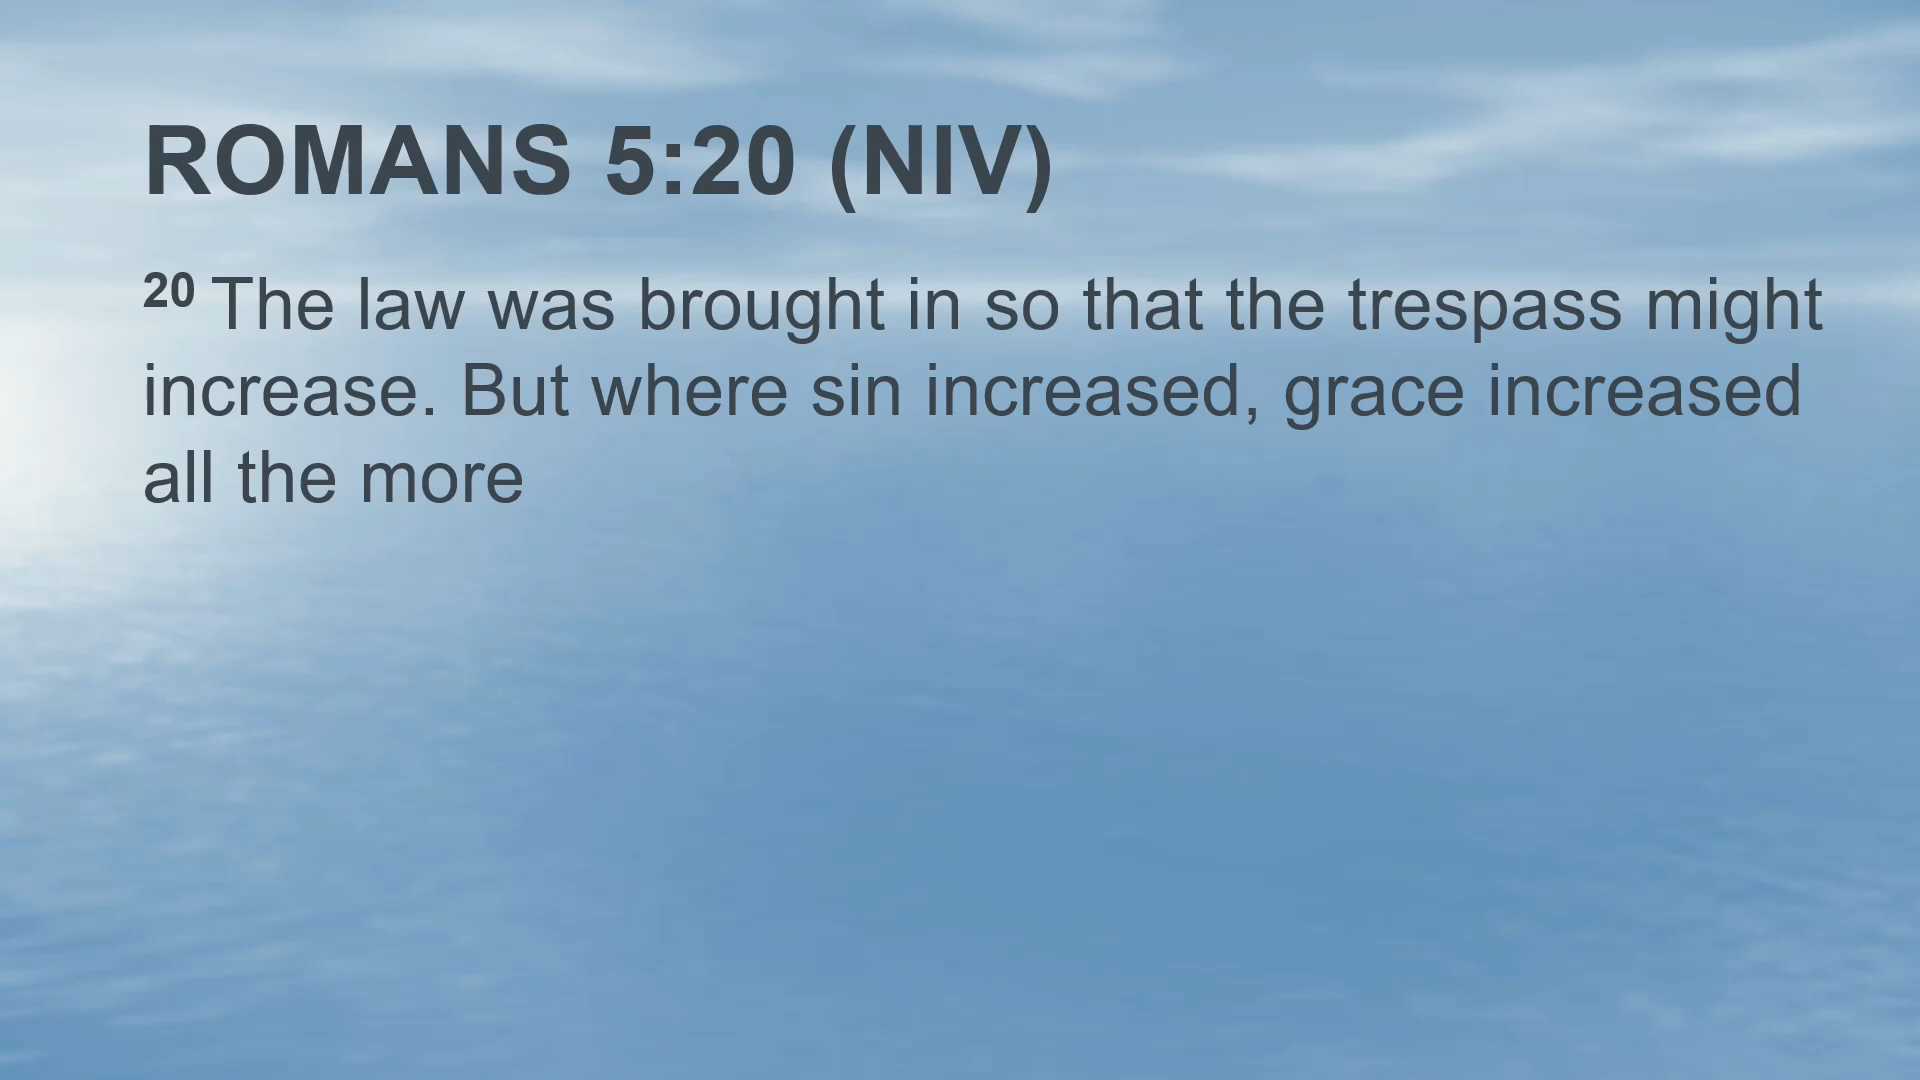 ROMANS 5:20 (NIV)
20 The law was brought in so that the trespass might
increase. But where sin increased, grace increased
all the more